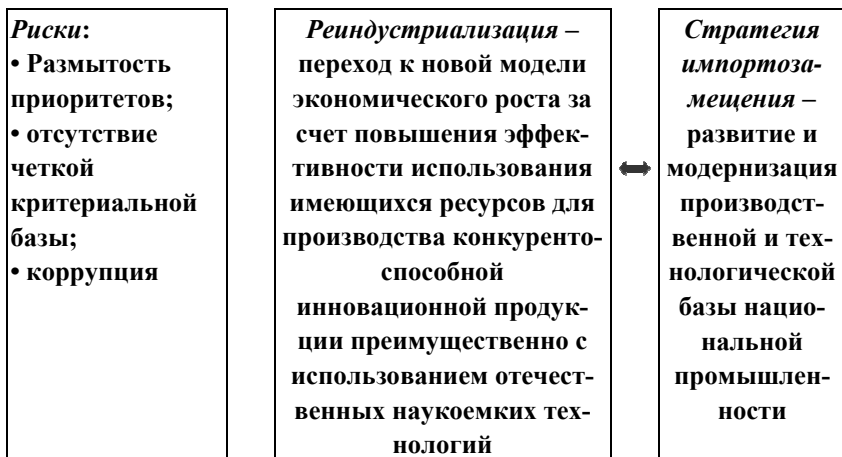 Риски:
• Размытость
приоритетов;
• отсутствие
четкой
критериальной
базы;
• коррупция
Реиндустриализация –
переход к новой модели
экономического роста за
счет повышения эффек-
тивности использования
имеющихся ресурсов для
производства конкуренто-
способной
инновационной продук-
ции преимущественно с
использованием отечест-
венных наукоемких тех-
нологий
Стратегия
импортоза-
мещения –
развитие и
модернизация
производст-
венной и тех-
нологической
базы нацио-
нальной
промышлен-
ности